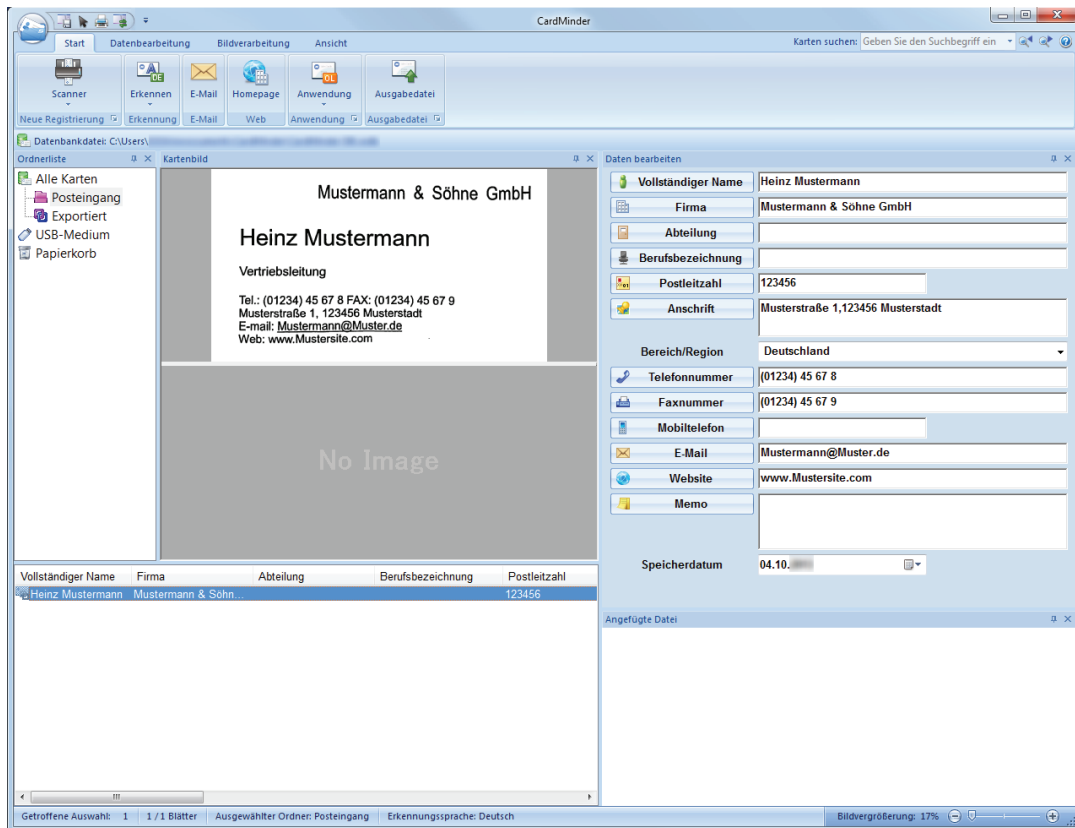 CardMinder
Start Datenbearbeitung Bildverarbeitung Ansicht Karten suchen: Geben Sie den Suchbegriff ein
Scanner Erkennen E-Mail Homepage Anwendung Ausgabedatei
Neue Registrierung Erkennung E-Mail Web Anwendung Ausgabedatei
Datenbankdatei: C:\Users\
Ordnerliste
Alle Karten
Posteingang
Exportiert
USB-Medium
Papierkorb
Kartenbild
Mustermann & Söhne GmbH
Heinz Mustermann
Vertriebsleitung
Tel.: (01234) 45 67 8 FAX: (01234) 45 67 9
Musterstraße 1, 123456 Musterstadt
E-mail: Mustermann@Muster.de
Web: www.Mustersite.com
No Image
Daten bearbeiten
Vollständiger Name Heinz Mustermann
Firma Mustermann & Söhne GmbH
Abteilung
Berufsbezeichnung
Postleitzahl 123456
Anschrift Musterstraße 1,123456 Musterstadt
Bereich/Region Deutschland
Telefonnummer (01234) 45 67 8
Faxnummer (01234) 45 67 9
Mobiltelefon
E-Mail Mustermann@Muster.de
Website www.Mustersite.com
Memo
Speicherdatum 04.10.
Vollständiger Name Firma Abteilung Berufsbezeichnung Postleitzahl
Heinz Mustermann Mustermann & Söhn... 123456
Angefügte Datei
Getroffene Auswahl: 1 1 / 1 Blätter Ausgewählter Ordner: Posteingang Erkennungssprache: Deutsch Bildvergrößerung: 17%